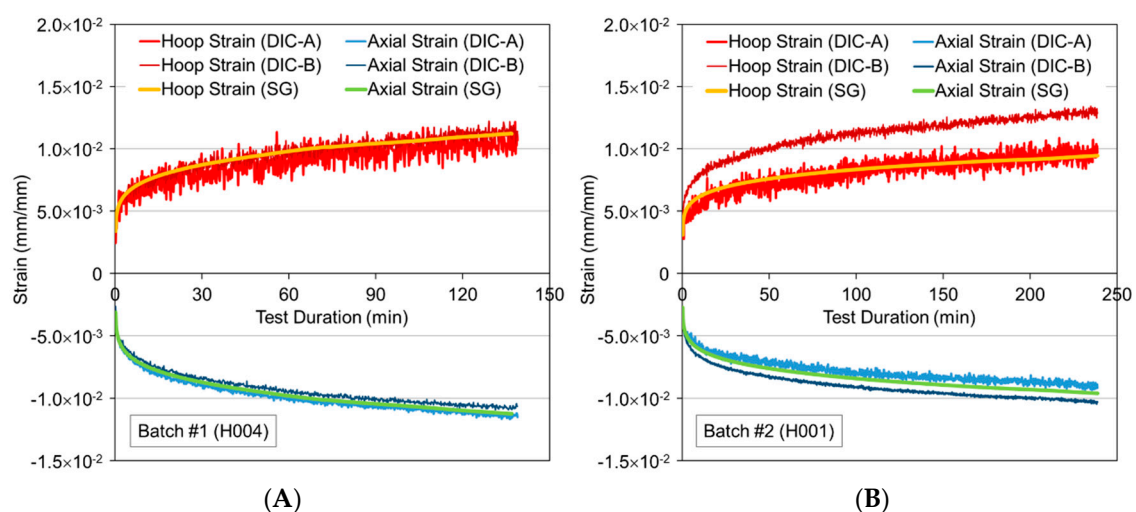 2.0×10⁻²
Hoop Strain (DIC-A) Axial Strain (DIC-A)
Hoop Strain (DIC-B) Axial Strain (DIC-B)
1.5×10⁻²
Hoop Strain (SG) Axial Strain (SG)
1.0×10⁻²
5.0×10⁻³
0
0 30 60 90 120 150
Test Duration (min)
-5.0×10⁻³
-1.0×10⁻²
Batch #1 (H004)
-1.5×10⁻²
Strain (mm/mm)
(A)
2.0×10⁻²
Hoop Strain (DIC-A) Axial Strain (DIC-A)
Hoop Strain (DIC-B) Axial Strain (DIC-B)
1.5×10⁻²
Hoop Strain (SG) Axial Strain (SG)
1.0×10⁻²
5.0×10⁻³
0
0 50 100 150 200 250
Test Duration (min)
-5.0×10⁻³
-1.0×10⁻²
Batch #2 (H001)
-1.5×10⁻²
Strain (mm/mm)
(B)